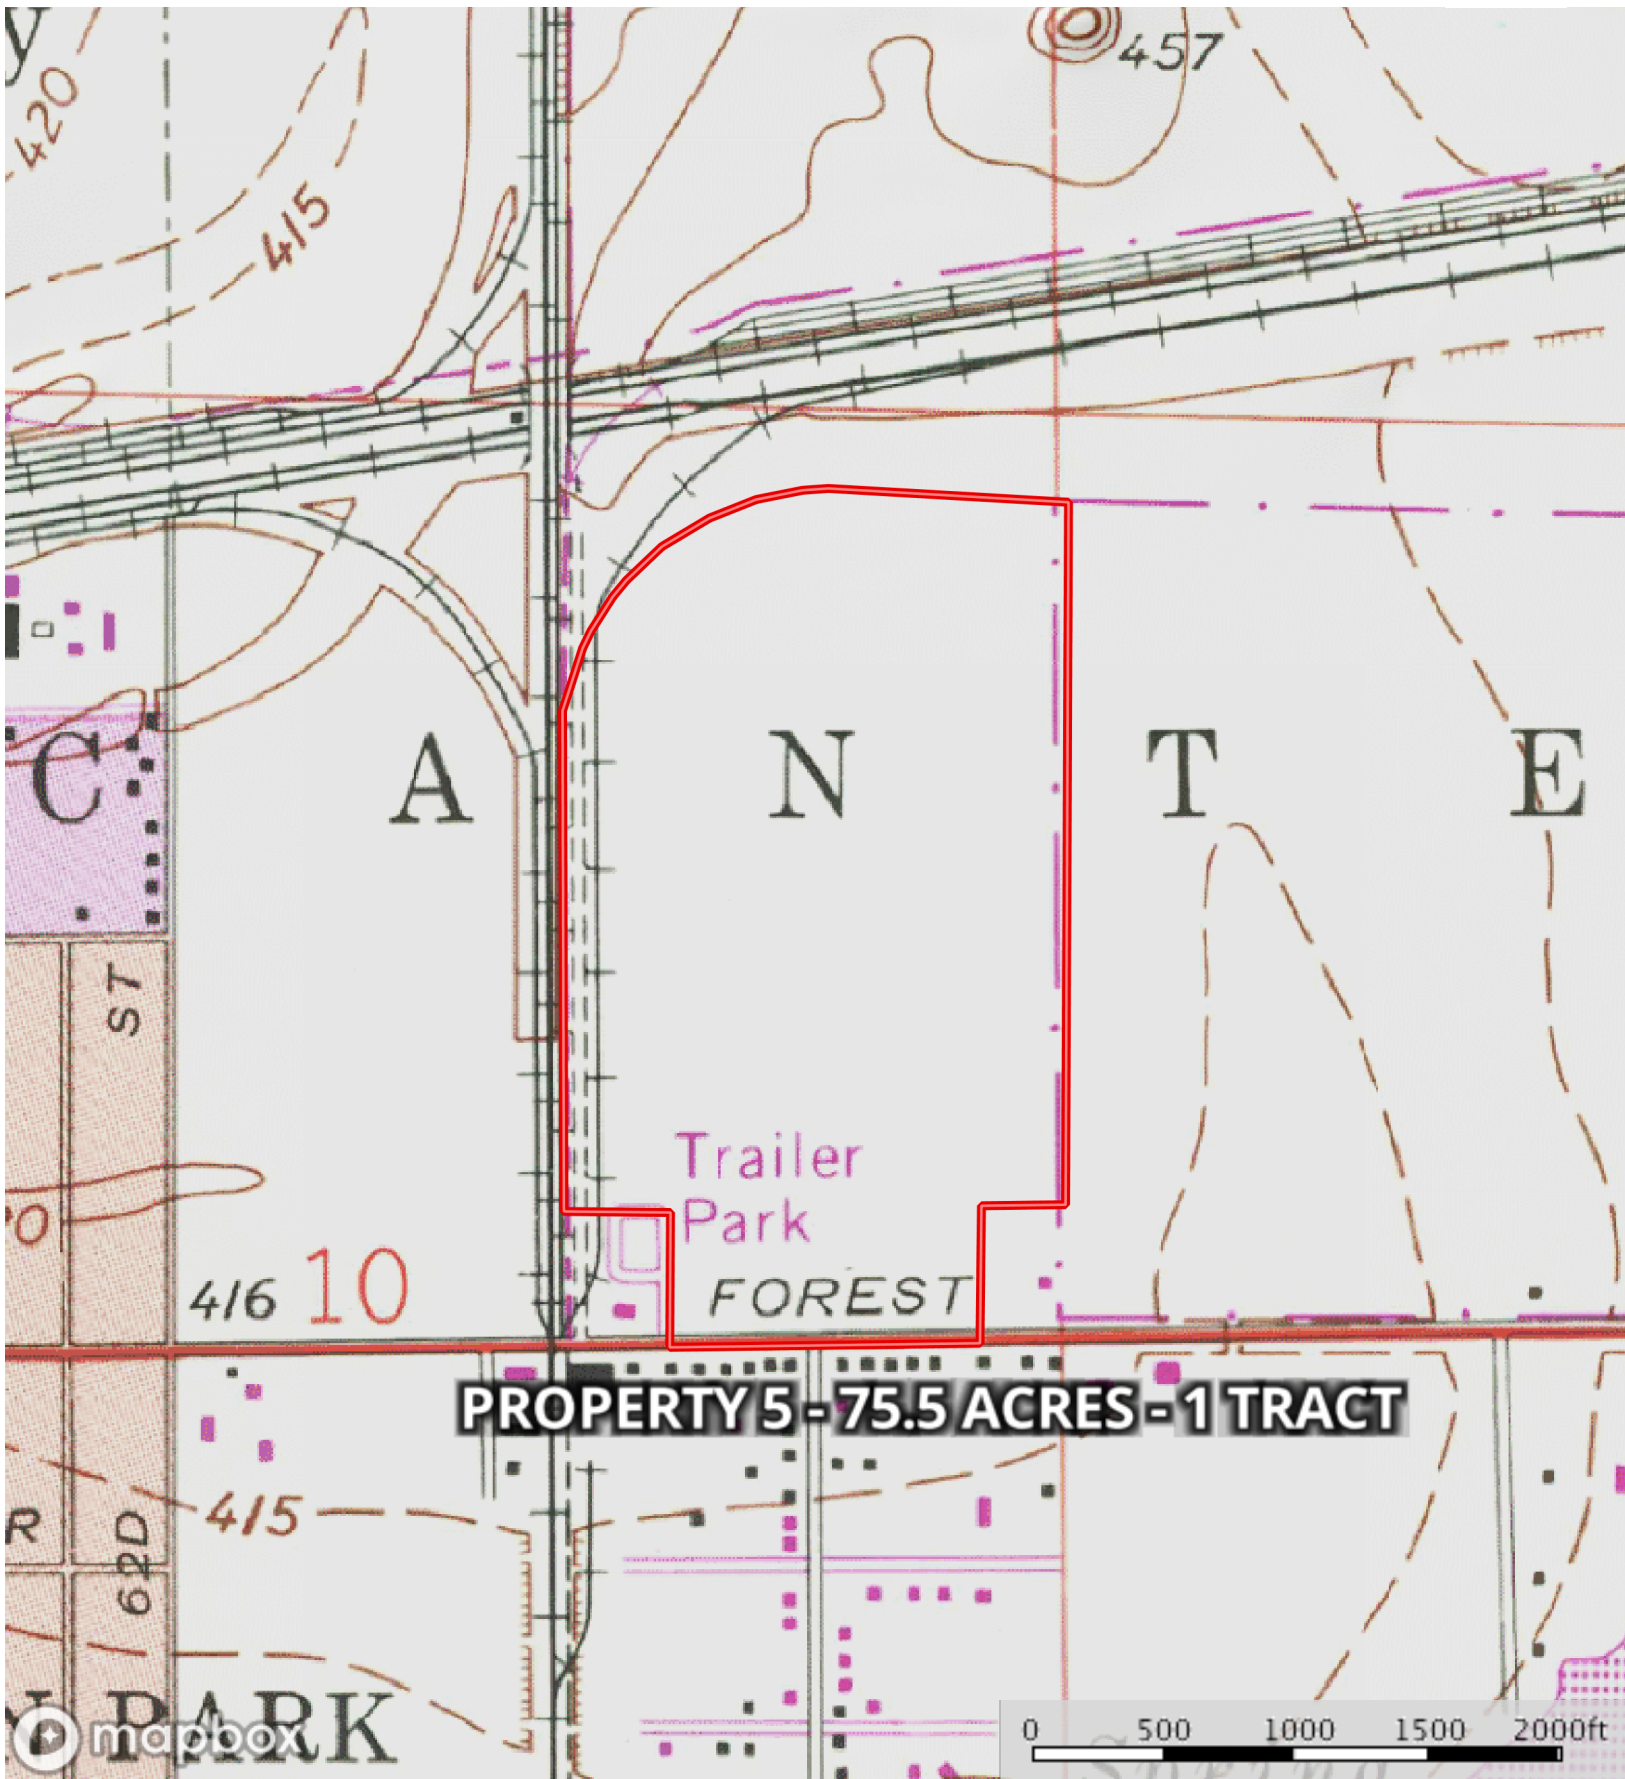 y
457
420
415
C A N T E
ST
Trailer
Park
416
10
FOREST
PROPERTY 5 - 75.5 ACRES - 1 TRACT
415
R
62D
PARK
mapbox
0 500 1000 1500 2000ft